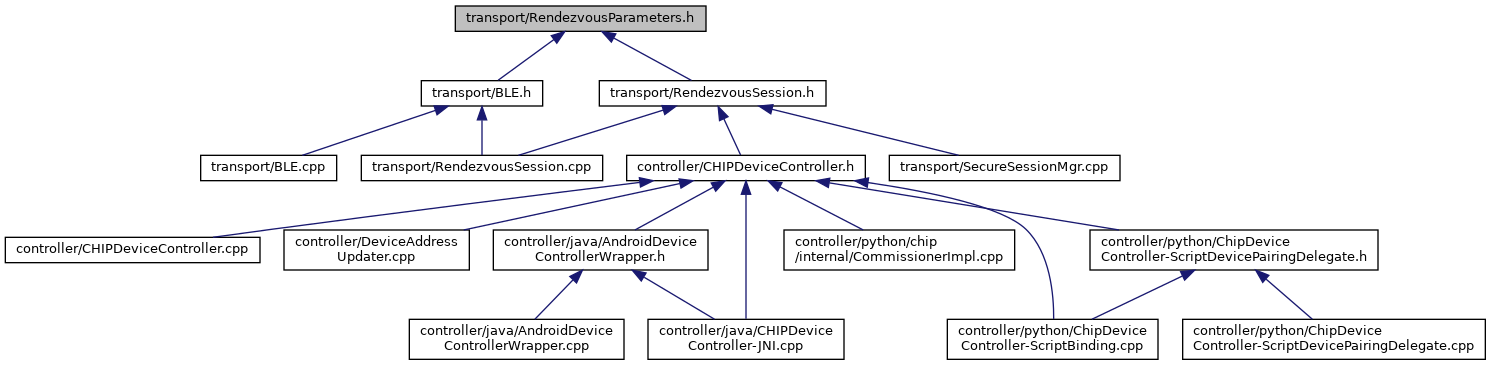 transport/RendezvousParameters.h
transport/BLE.h
transport/RendezvousSession.h
transport/BLE.cpp
transport/RendezvousSession.cpp
controller/CHIPDeviceController.h
transport/SecureSessionMgr.cpp
controller/CHIPDeviceController.cpp
controller/DeviceAddress
Updater.cpp
controller/java/AndroidDevice
ControllerWrapper.h
controller/python/chip
/internal/CommissionerImpl.cpp
controller/python/ChipDevice
Controller-ScriptDevicePairingDelegate.h
controller/java/AndroidDevice
ControllerWrapper.cpp
controller/java/CHIPDevice
Controller-JNI.cpp
controller/python/ChipDevice
Controller-ScriptBinding.cpp
controller/python/ChipDevice
Controller-ScriptDevicePairingDelegate.cpp